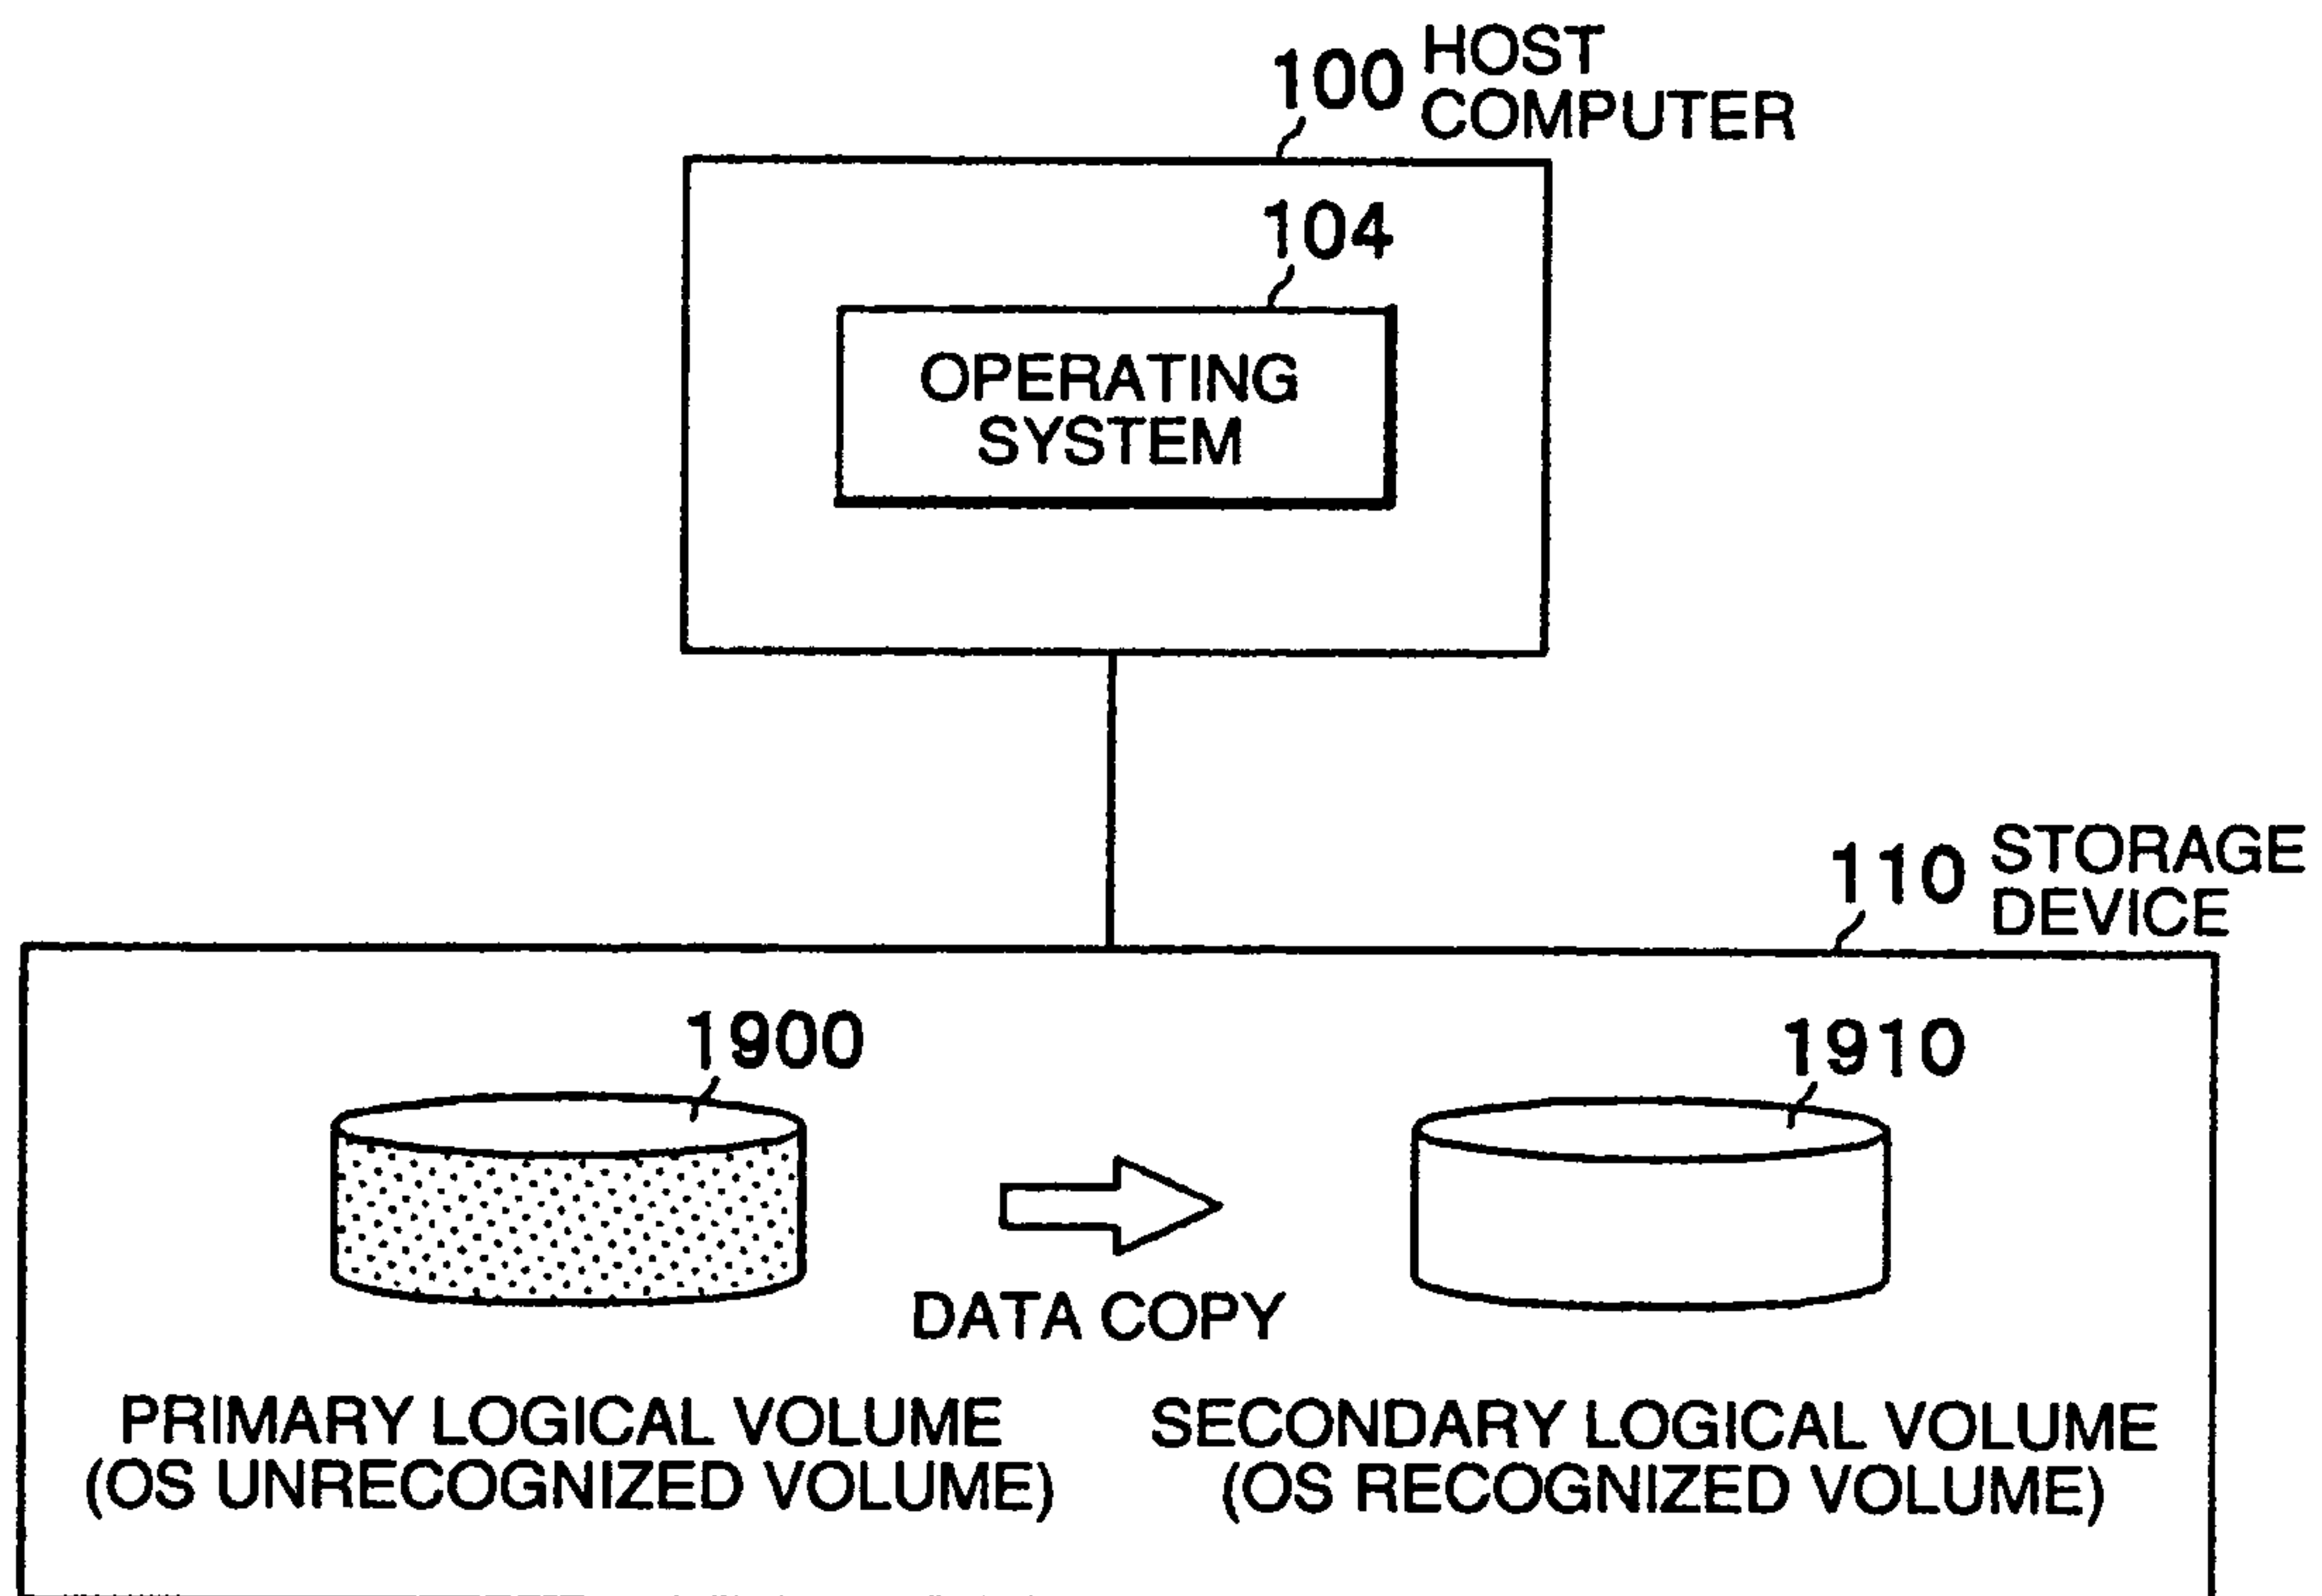 100 HOST
COMPUTER
104
OPERATING
SYSTEM
110 STORAGE
DEVICE
1900
1910
DATA COPY
PRIMARY LOGICAL VOLUME
(OS UNRECOGNIZED VOLUME)
SECONDARY LOGICAL VOLUME
(OS RECOGNIZED VOLUME)